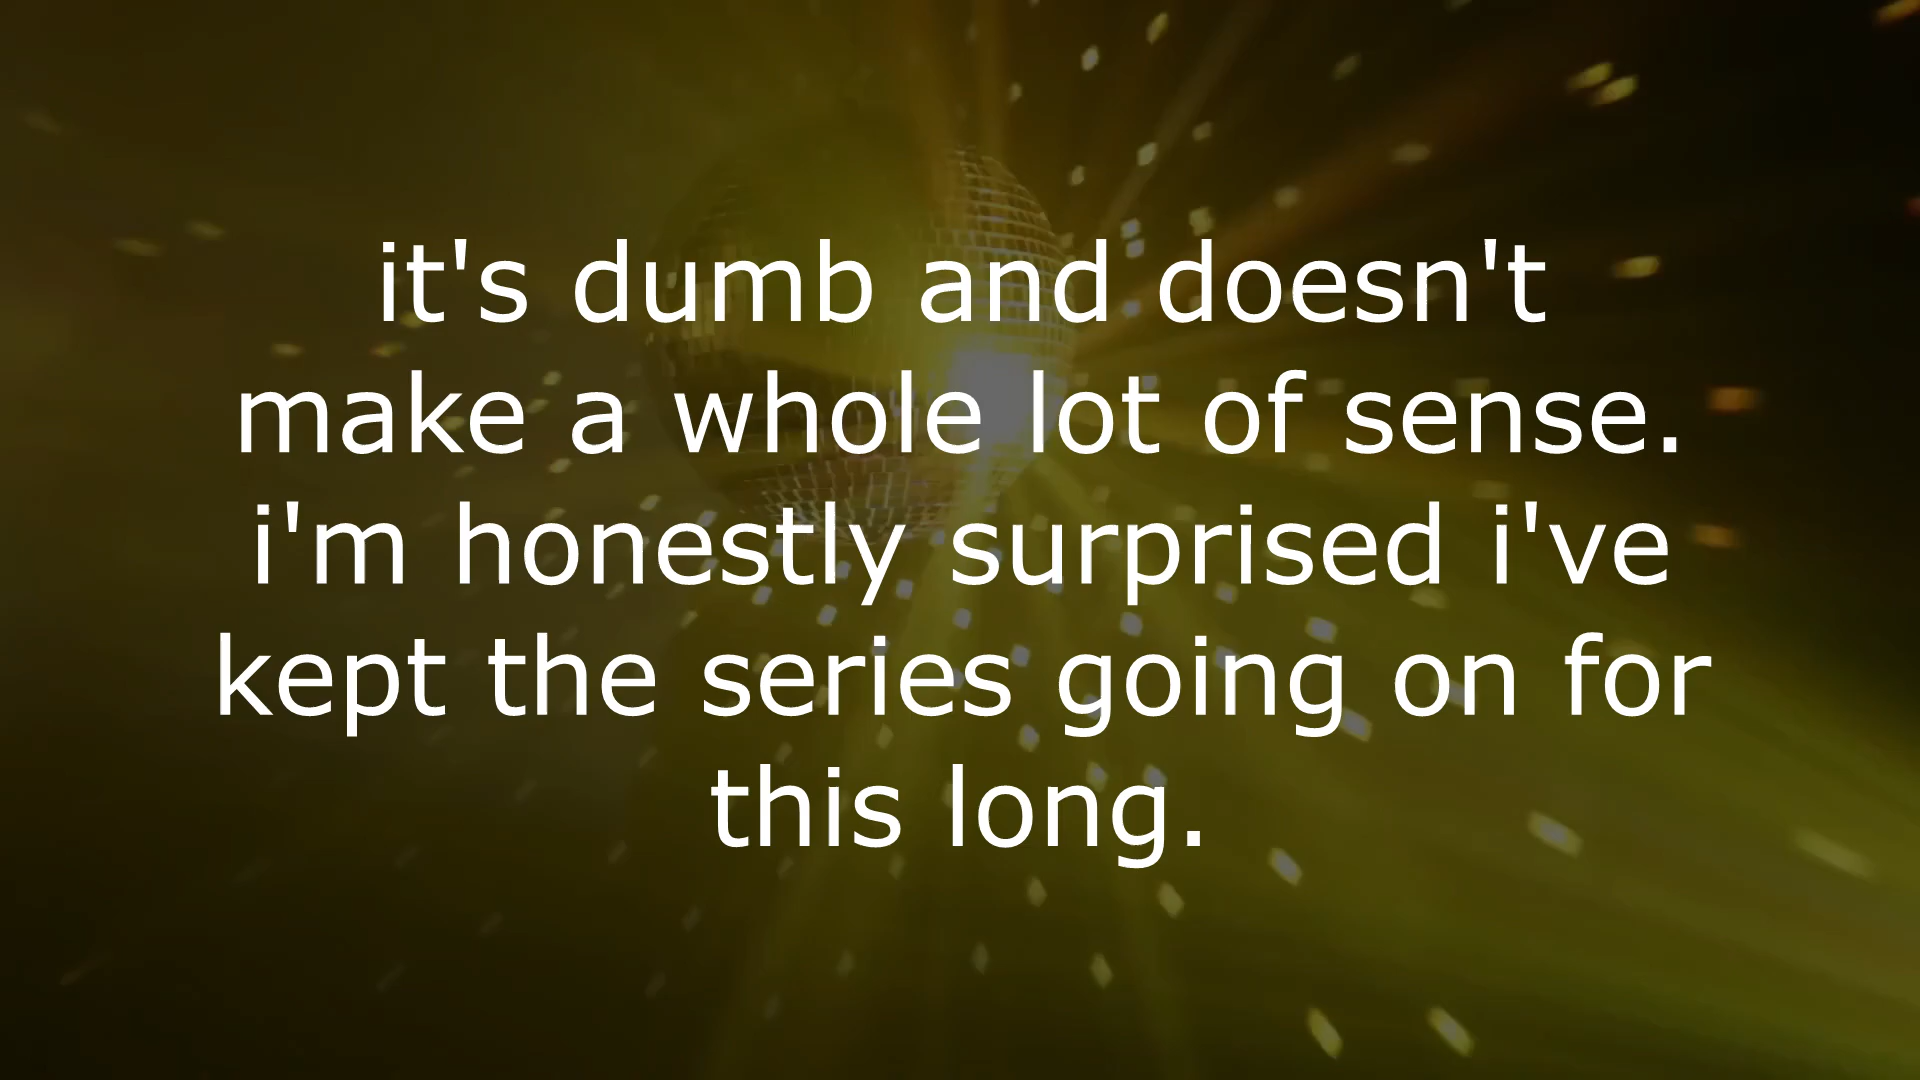 it's dumb and doesn't
make a whole lot of sense.
i'm honestly surprised i've
kept the series going on for
this long.